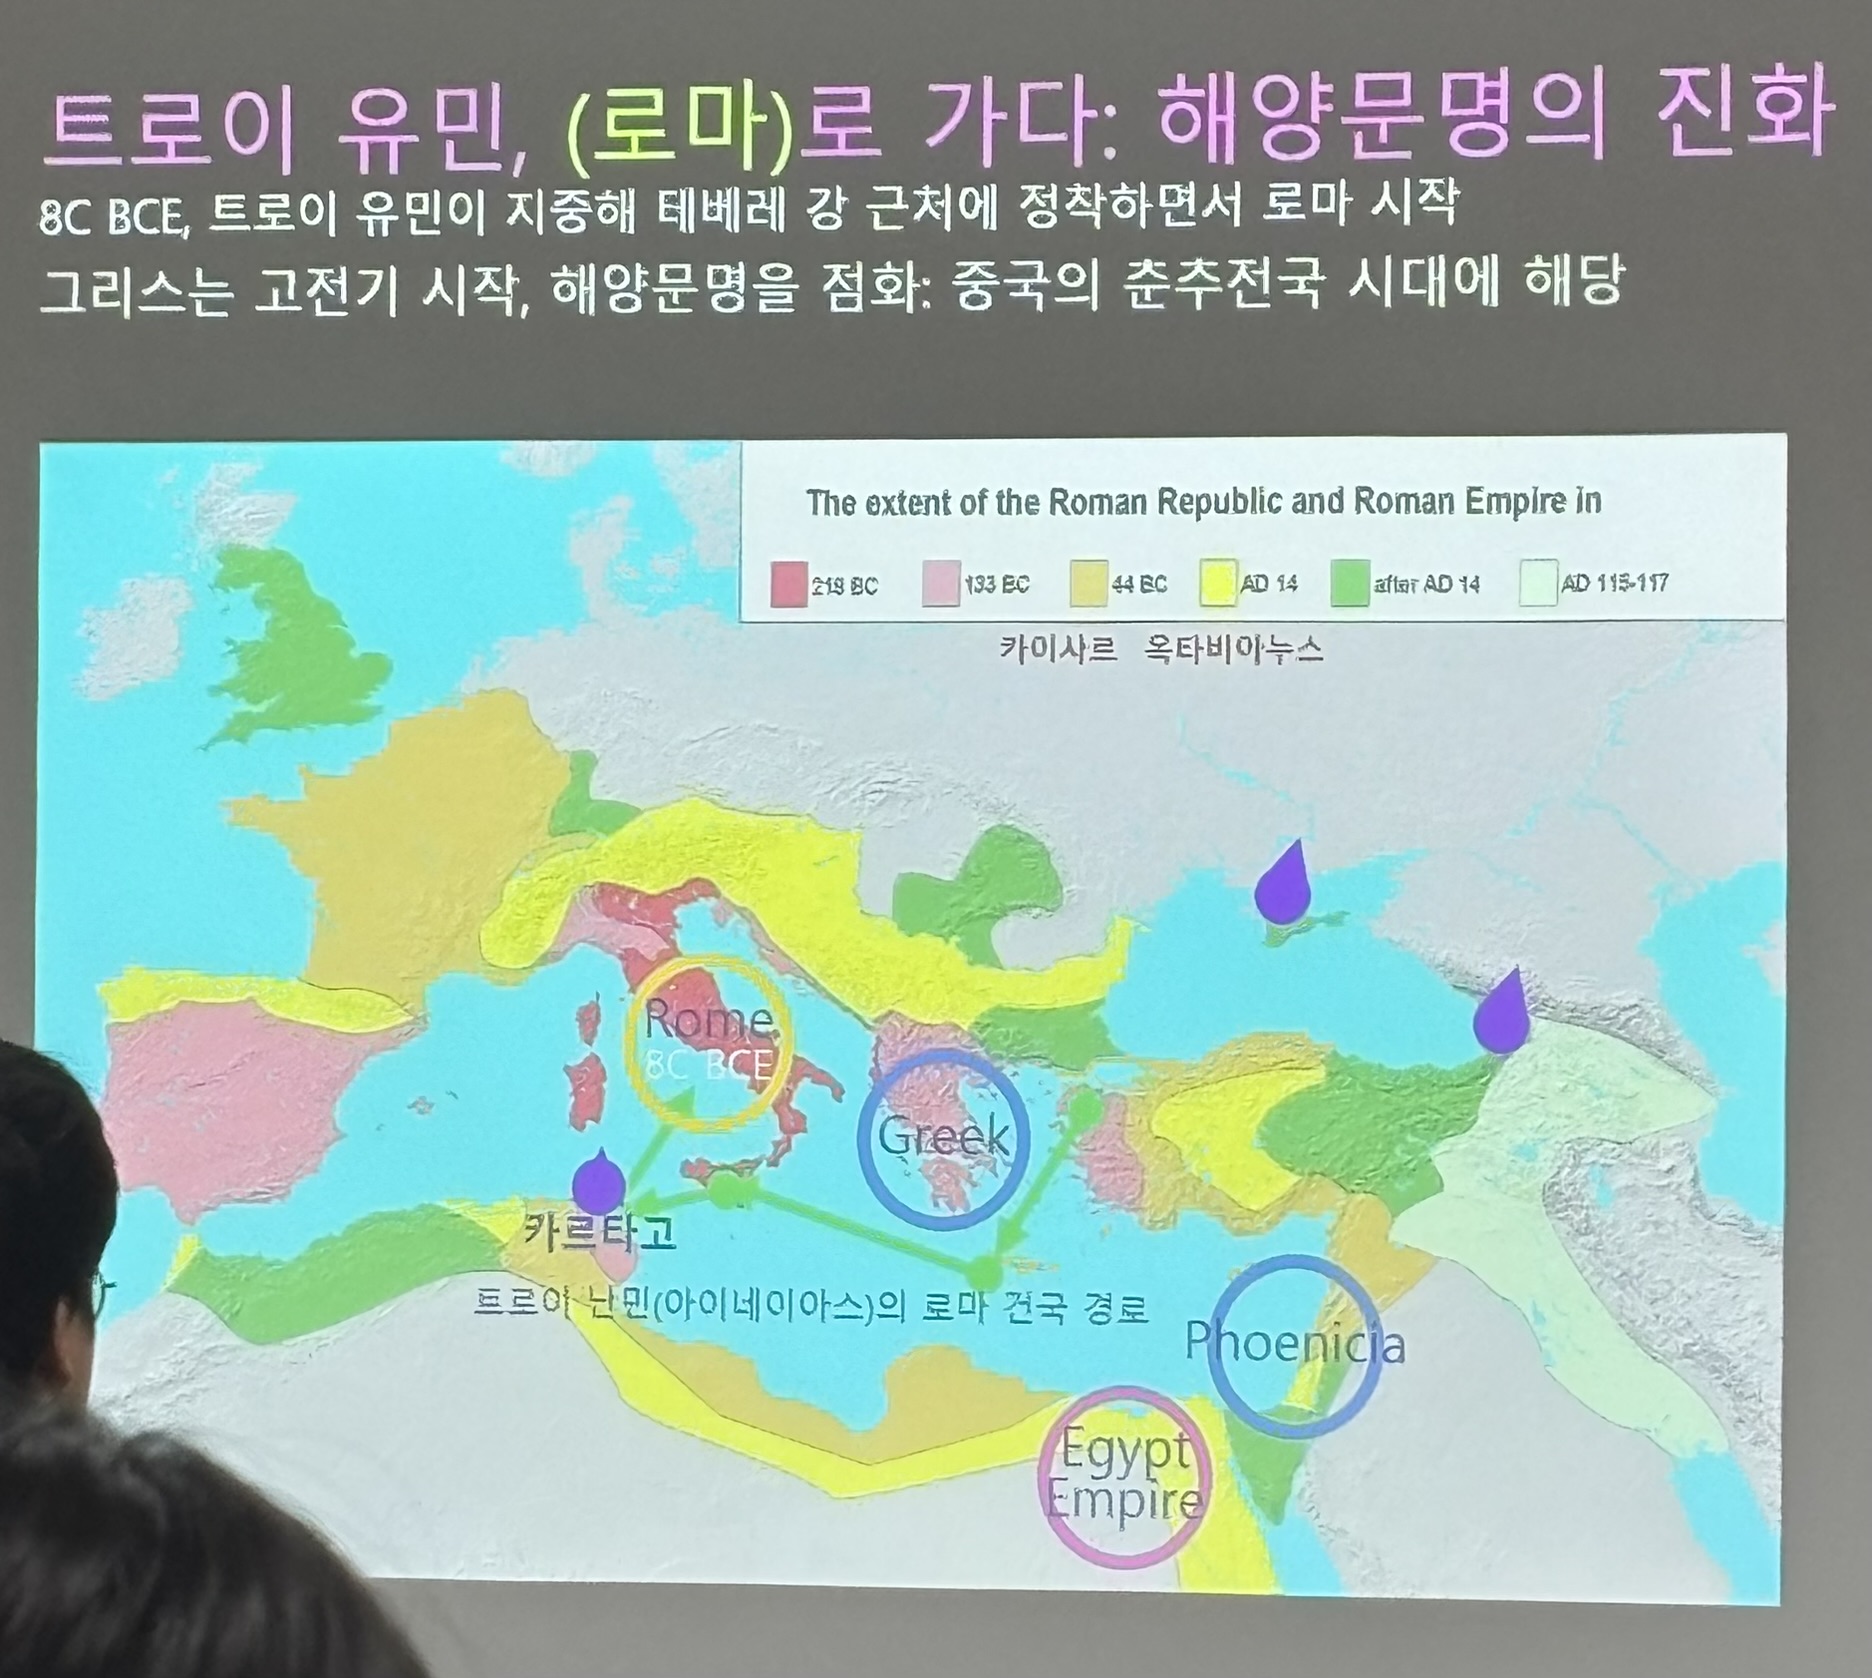 트로이 유민, (로마)로 가다: 해양문명의 진화
8C BCE, 트로이 유민이 지중해 테베레 강 근처에 정착하면서 로마 시작
그리스는 고전기 시작, 해양문명을 점화: 중국의 춘추전국 시대에 해당
The extent of the Roman Republic and Roman Empire in
218 BC 133 BC 44 BC AD 14 after AD 14 AD 115-117
카이사르 옥타비아누스
Rome
8C BCE
Greek
카르타고
트로이 난민(아이네이아스)의 로마 건국 경로
Phoenicia
Egypt
Empire